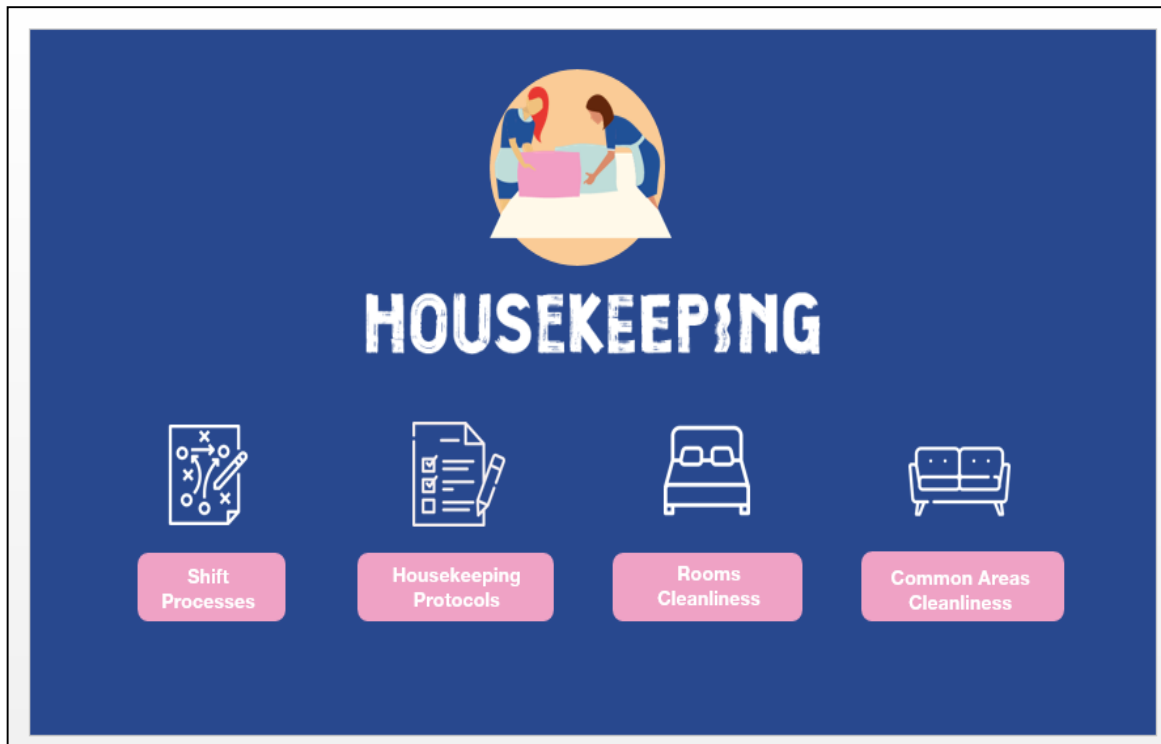 HOUSEKEEPING
Shift
Processes
Housekeeping
Protocols
Rooms
Cleanliness
Common Areas
Cleanliness